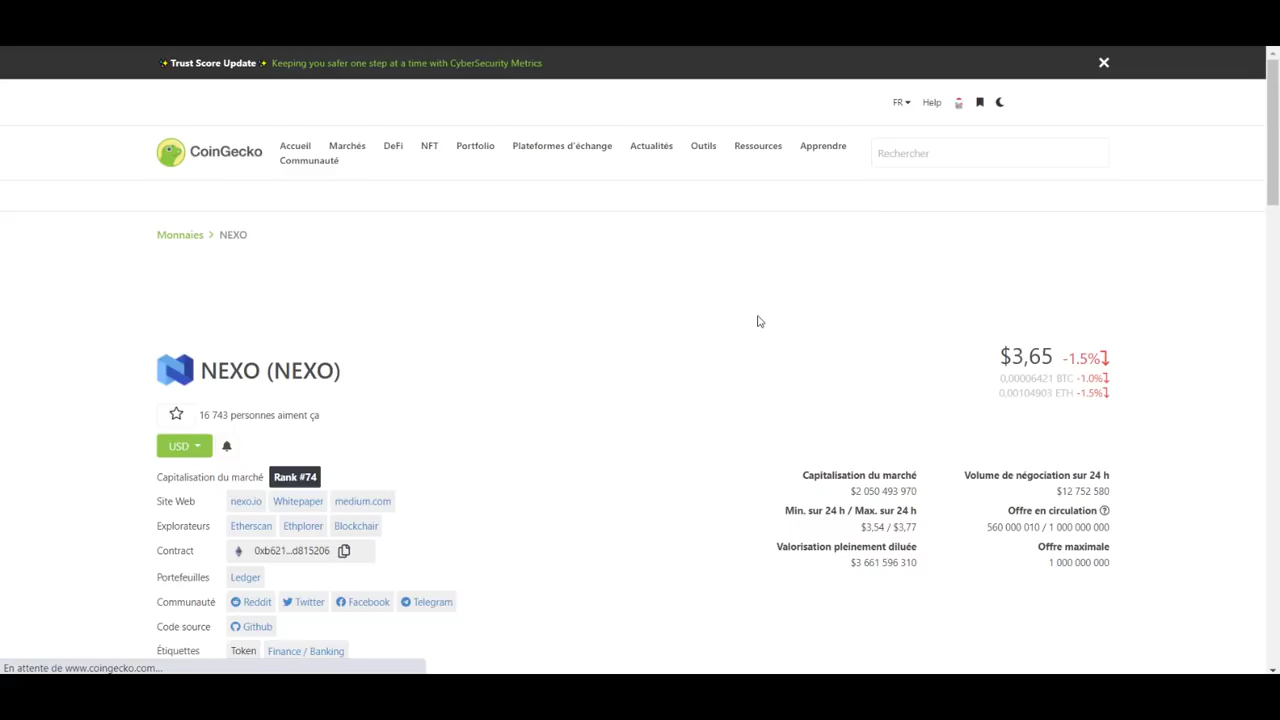 Trust Score Update Keeping you safer one step at a time with CyberSecurity Metrics
FR Help
CoinGecko
Accueil Marchés DeFi NFT Portfolio Plateformes d'échange Actualités Outils Ressources Apprendre
Communauté
Rechercher
Monnaies > NEXO
NEXO (NEXO)
$3,65 -1.5%
0,00006421 BTC -1.0%
0,00104903 ETH -1.5%
16 743 personnes aiment ça
USD
Capitalisation du marché Rank #74
Site Web nexo.io Whitepaper medium.com
Explorateurs Etherscan Ethplorer Blockchair
Contract 0xb621...d815206
Portefeuilles Ledger
Communauté Reddit Twitter Facebook Telegram
Code source Github
Étiquettes Token Finance / Banking
Capitalisation du marché
$2 050 493 970
Min. sur 24 h / Max. sur 24 h
$3,54 / $3,77
Valorisation pleinement diluée
$3 661 596 310
Volume de négociation sur 24 h
$12 752 580
Offre en circulation
560 000 010 / 1 000 000 000
Offre maximale
1 000 000 000
En attente de www.coingecko.com...